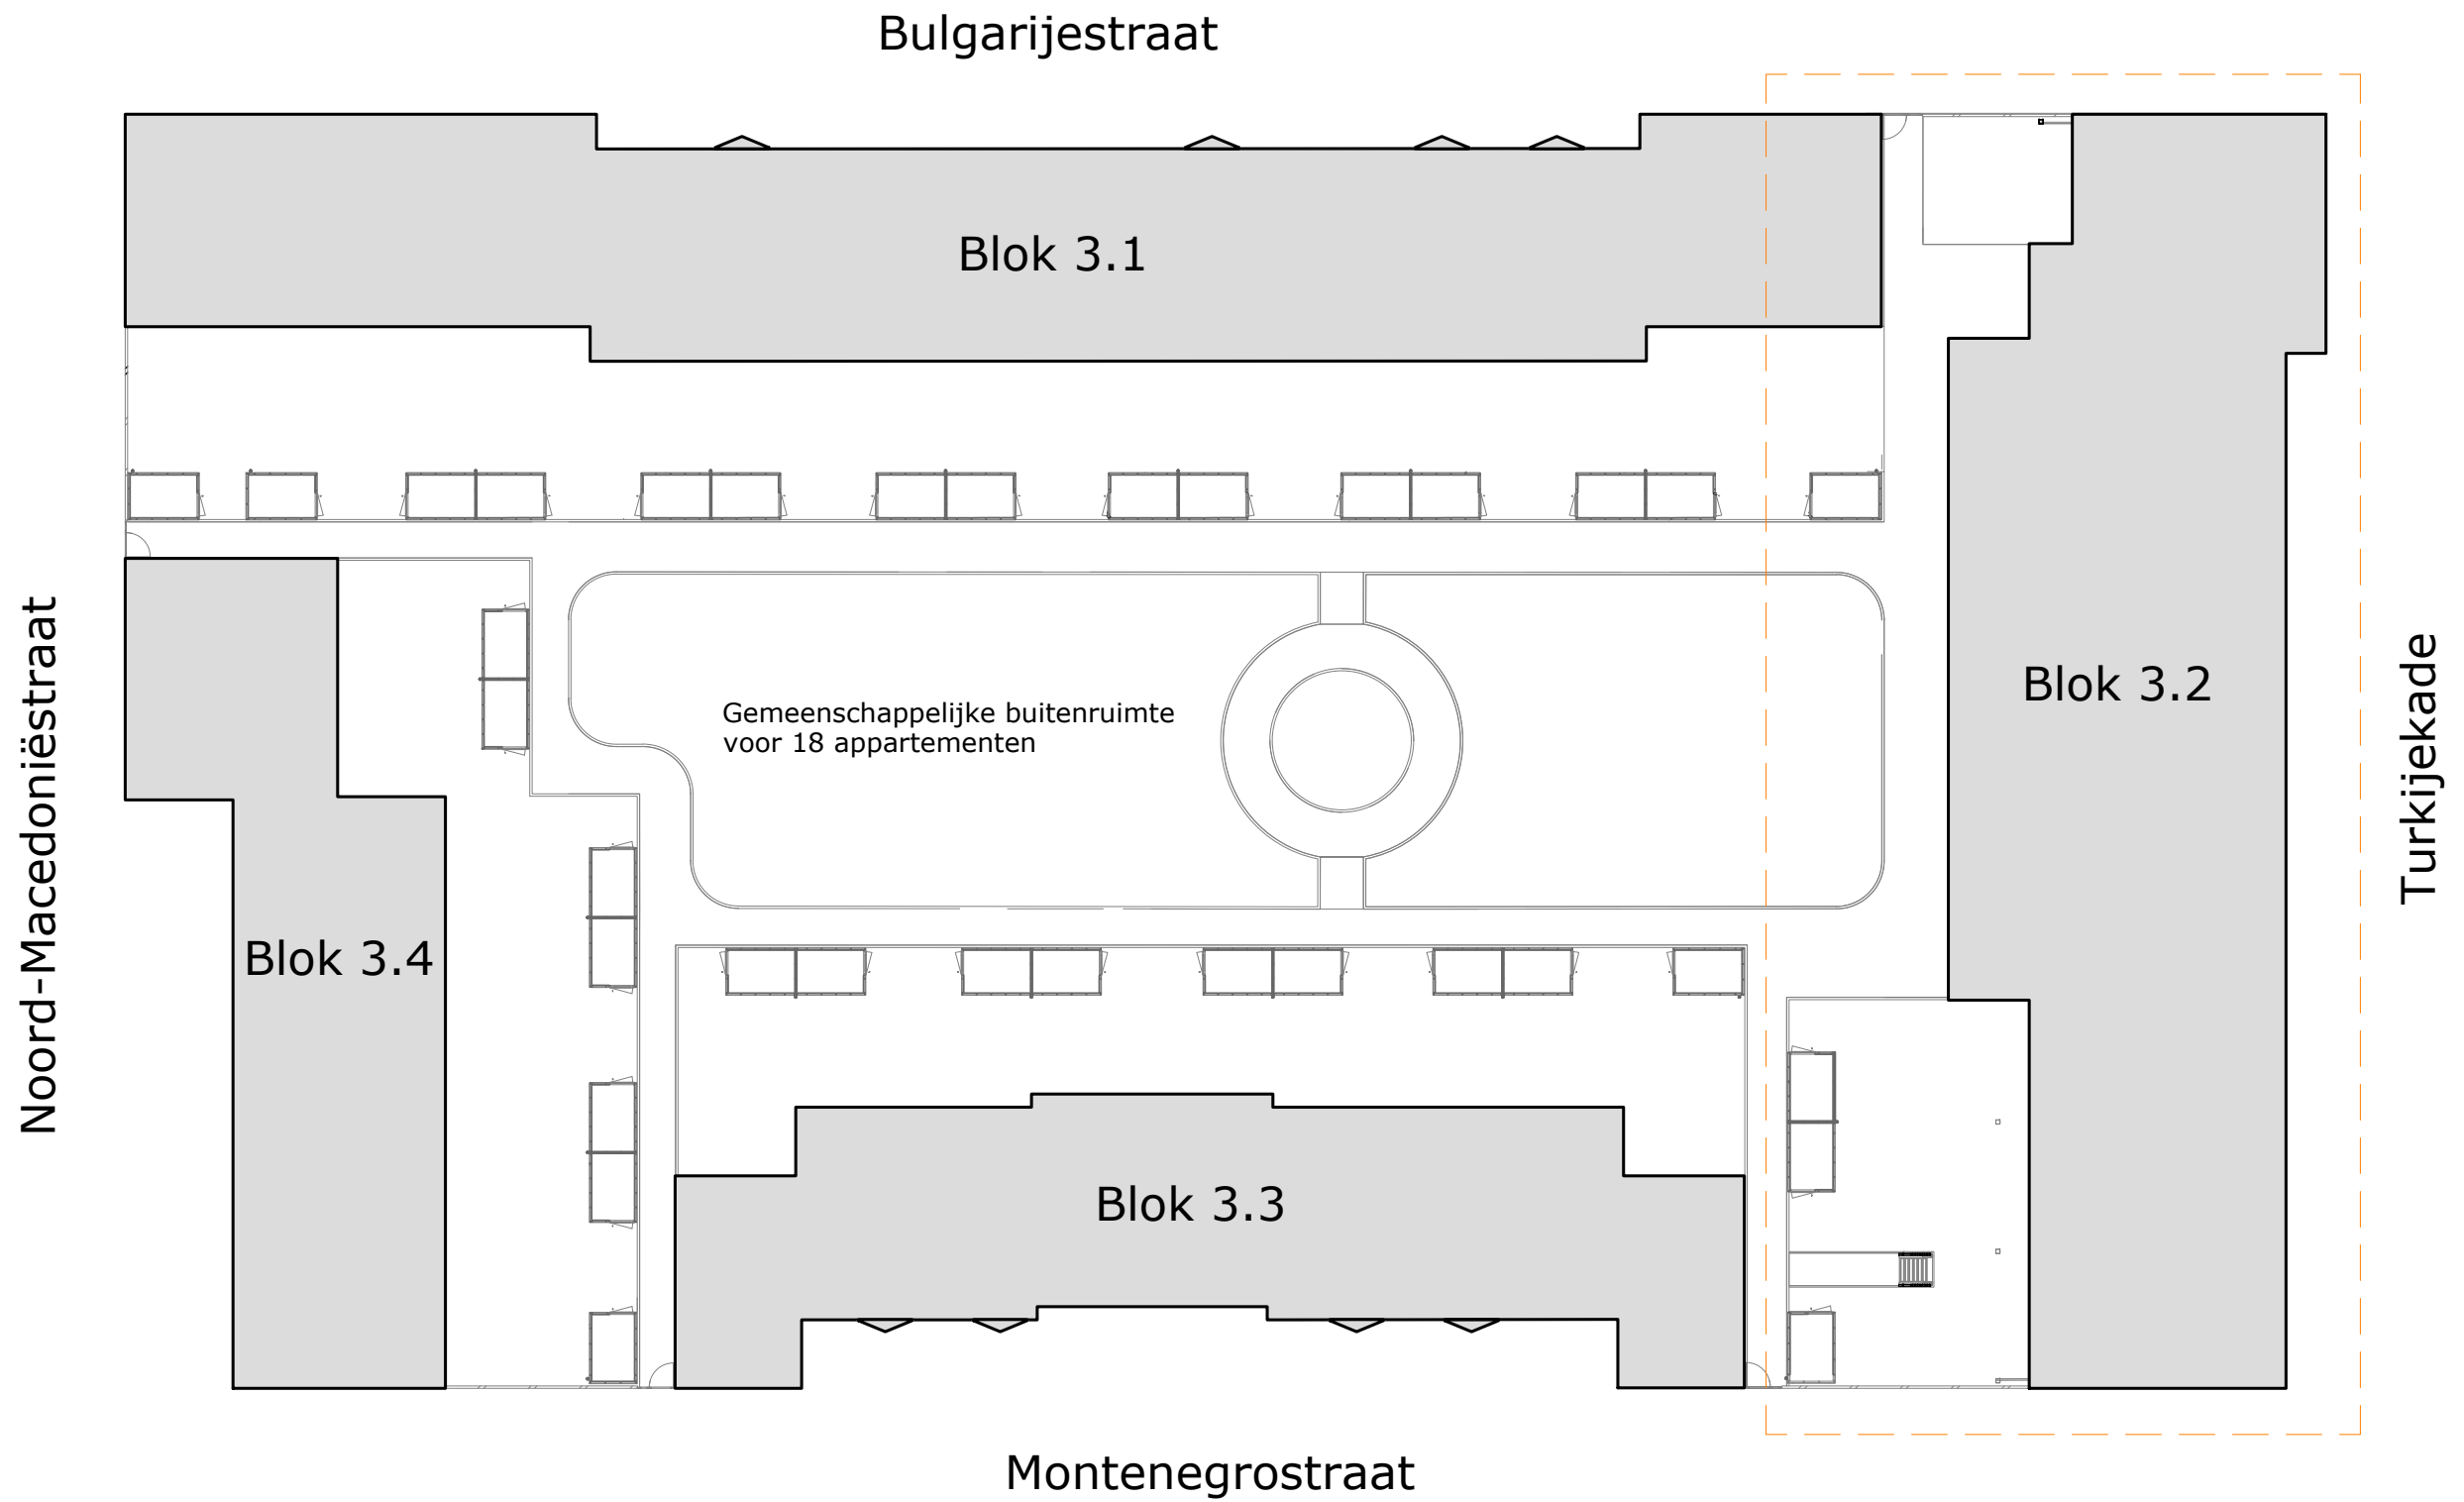 Bulgarijestraat
Blok 3.1
Noord-Macedoniëstraat
Turkijekade
Blok 3.2
Gemeenschappelijke buitenruimte
voor 18 appartementen
Blok 3.4
Blok 3.3
Montenegrostraat